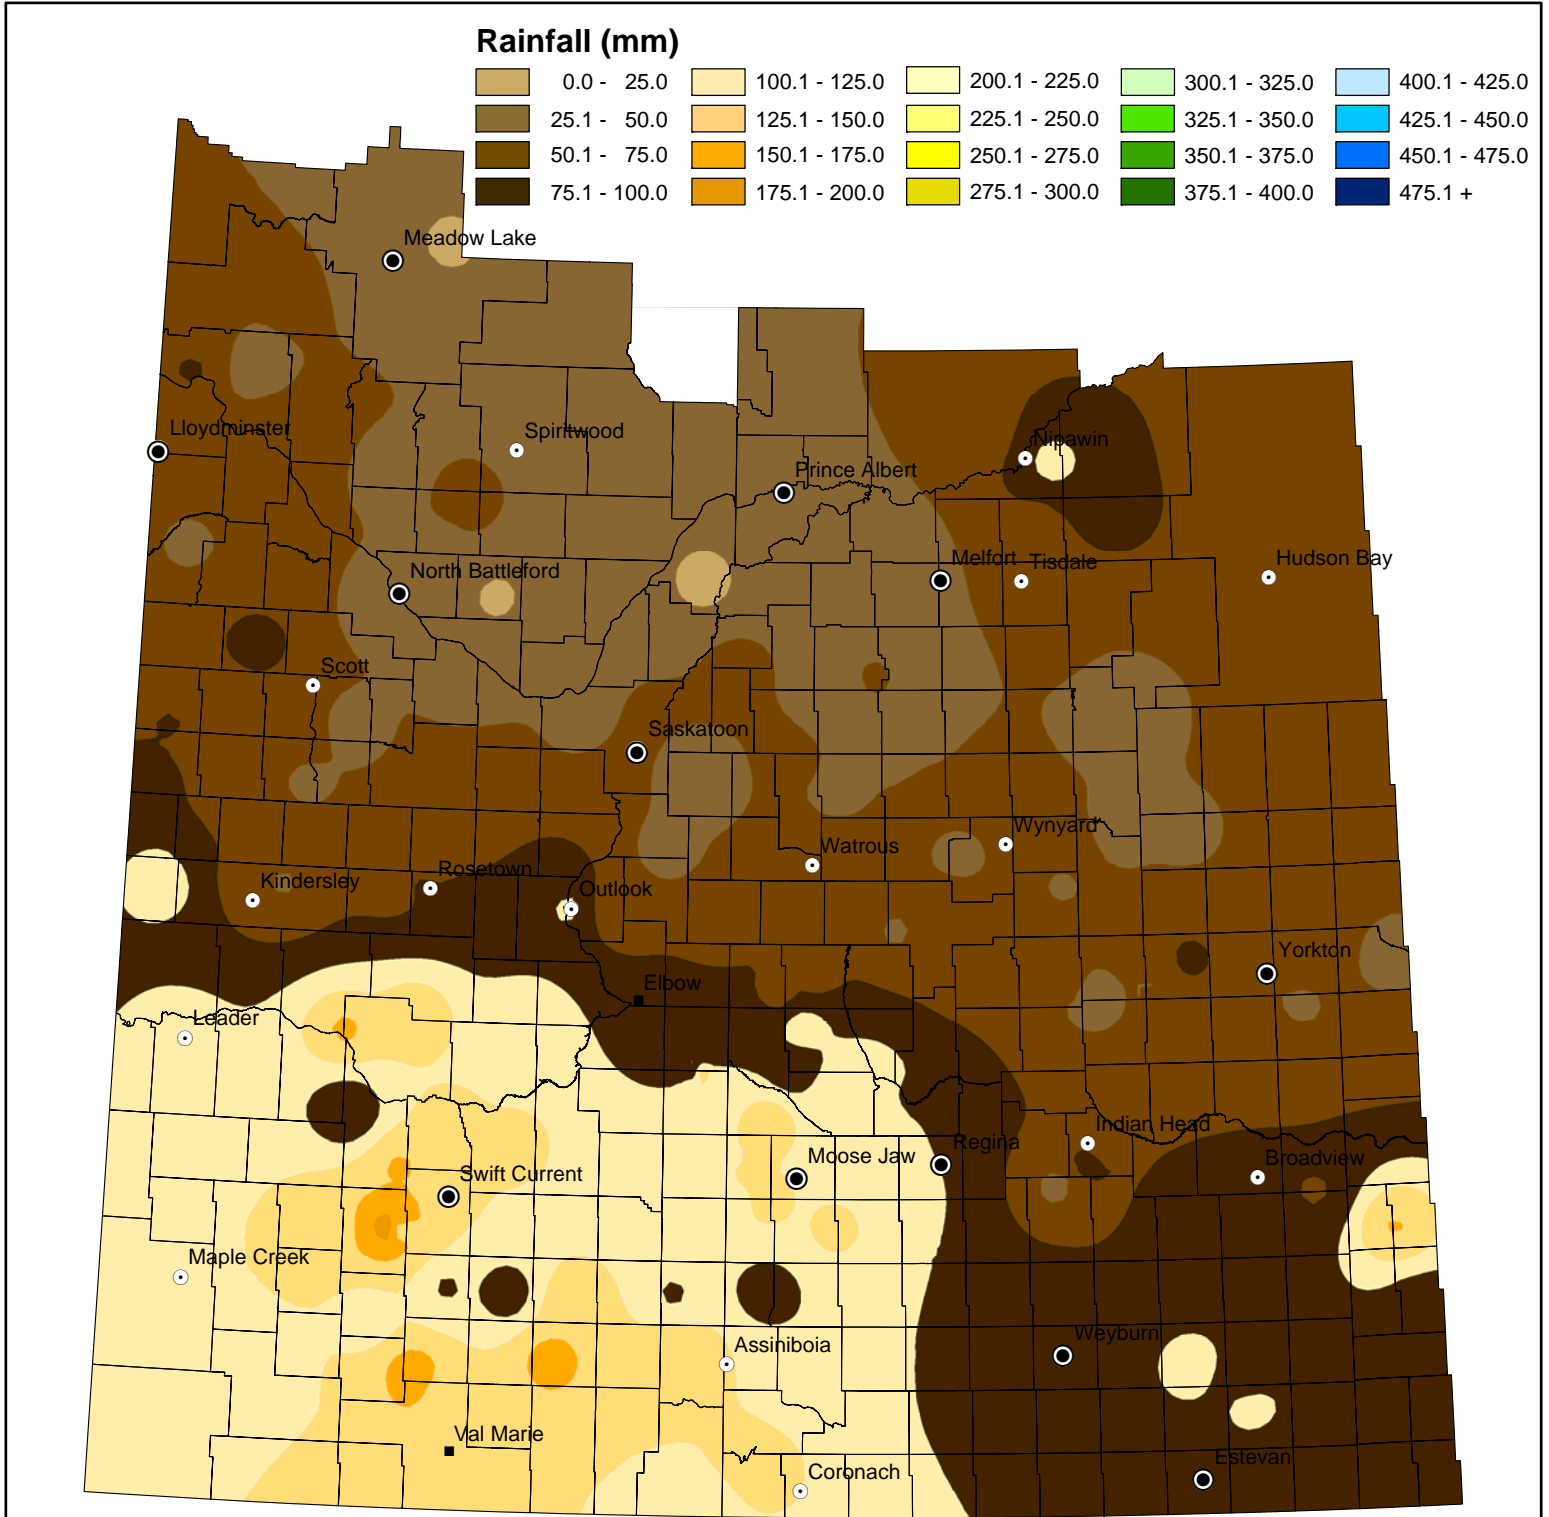 Rainfall (mm)
0.0 - 25.0
25.1 - 50.0
50.1 - 75.0
75.1 - 100.0
100.1 - 125.0
125.1 - 150.0
150.1 - 175.0
175.1 - 200.0
200.1 - 225.0
225.1 - 250.0
250.1 - 275.0
275.1 - 300.0
300.1 - 325.0
325.1 - 350.0
350.1 - 375.0
375.1 - 400.0
400.1 - 425.0
425.1 - 450.0
450.1 - 475.0
475.1 +
Meadow Lake
Lloydminster
Spiritwood
Nipawin
Prince Albert
North Battleford
Melfort
Tisdale
Hudson Bay
Scott
Saskatoon
Wynyard
Watrous
Rosetown
Kindersley
Outlook
Yorkton
Elbow
Leader
Indian Head
Regina
Moose Jaw
Broadview
Swift Current
Maple Creek
Weyburn
Assiniboia
Val Marie
Estevan
Coronach